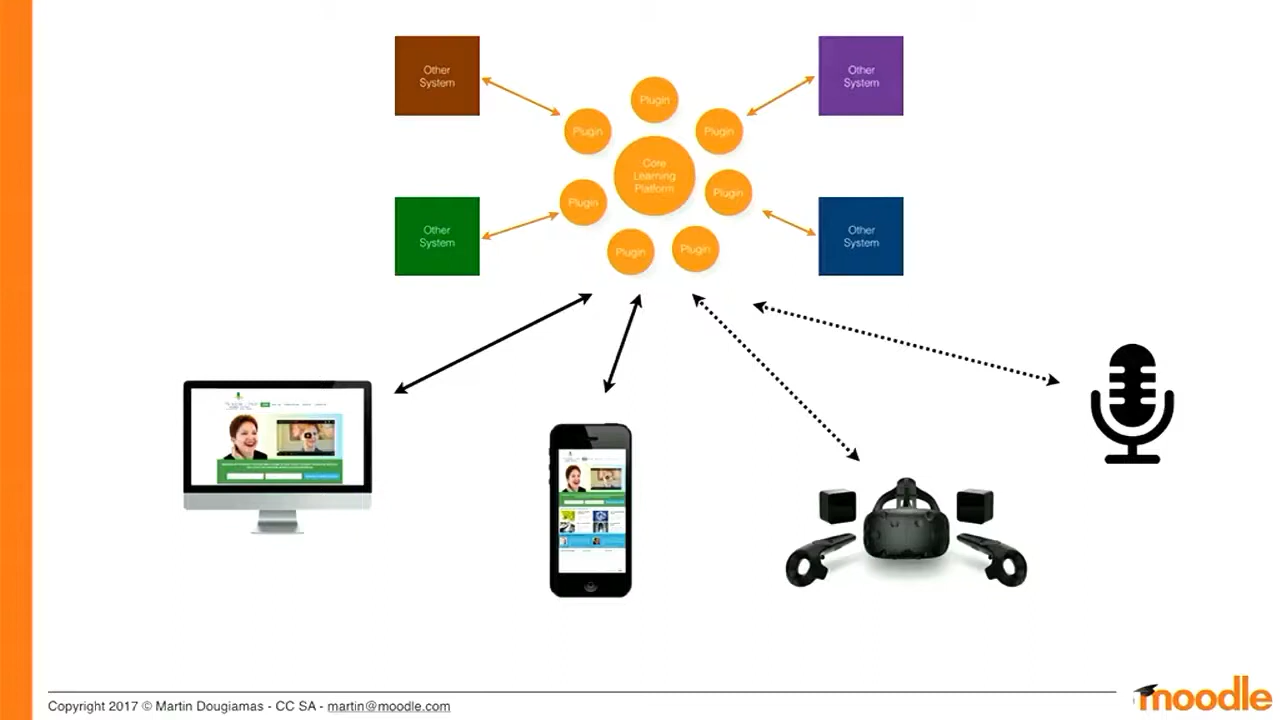 Other
System
Other
System
Plugin
Plugin
Plugin
Core
Learning
Platform
Plugin
Plugin
Plugin
Plugin
Other
System
Other
System
Copyright 2017 © Martin Dougiamas - CC SA - martin@moodle.com
moodle